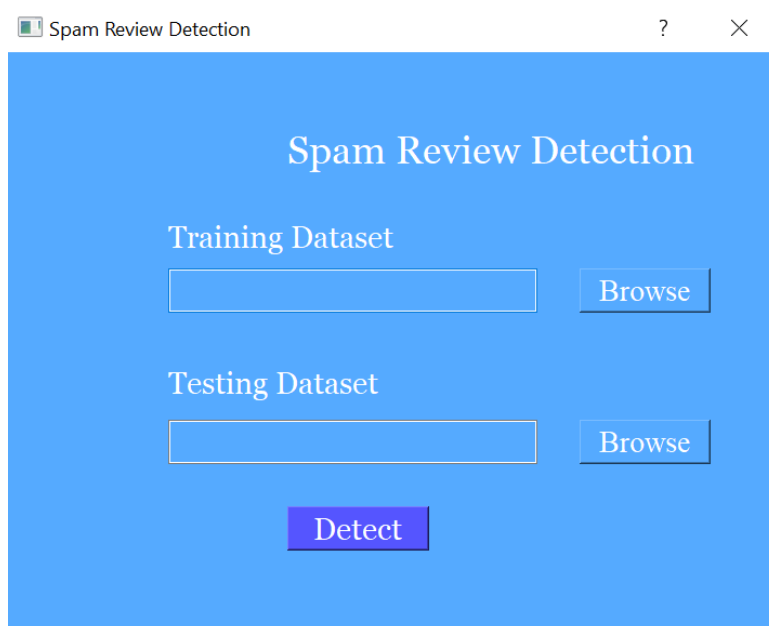 Spam Review Detection ?
Spam Review Detection
Training Dataset
Browse
Testing Dataset
Browse
Detect